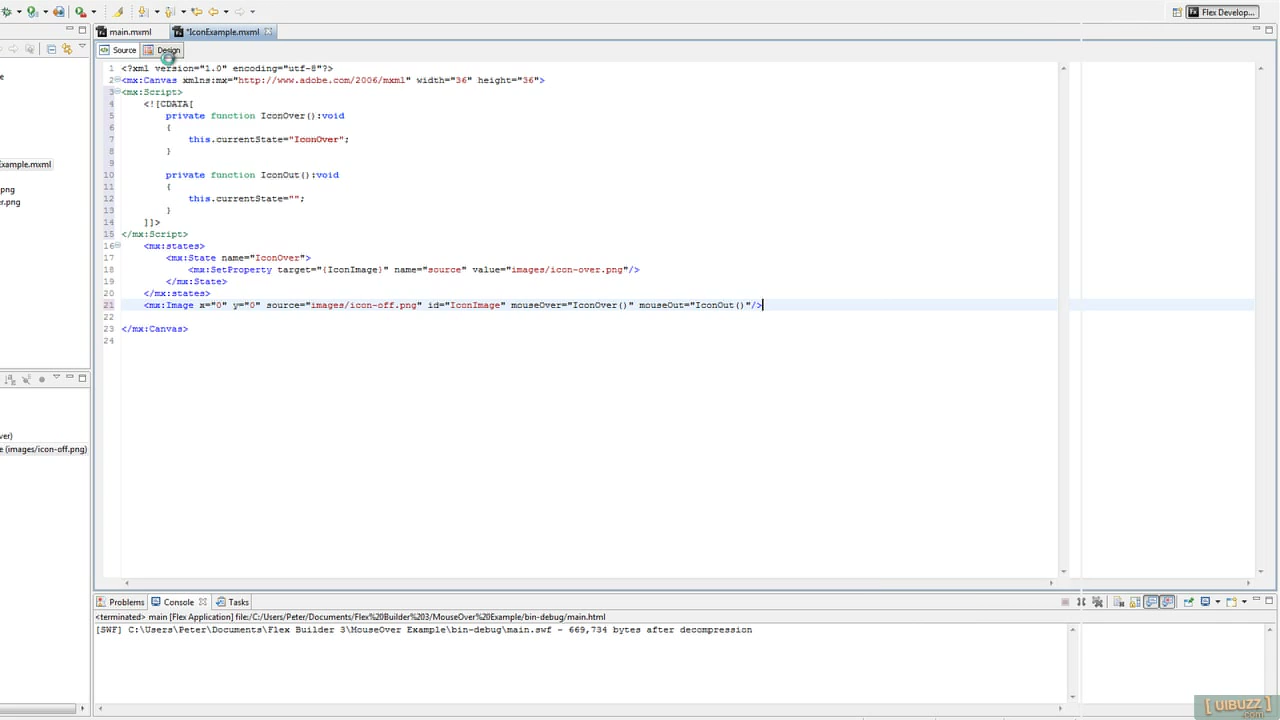 Flex Develop...
main.mxml
*IconExample.mxml
Source
Design
Example.mxml
png
r.png
ver)
e (images/icon-off.png)
1 <?xml version="1.0" encoding="utf-8"?>
2 <mx:Canvas xmlns:mx="http://www.adobe.com/2006/mxml" width="36" height="36">
3 <mx:Script>
4 <![CDATA[
5 private function IconOver():void
6 {
7 this.currentState="IconOver";
8 }
9
10 private function IconOut():void
11 {
12 this.currentState="";
13 }
14 ]]>
15 </mx:Script>
16 <mx:states>
17 <mx:State name="IconOver">
18 <mx:SetProperty target="{IconImage}" name="source" value="images/icon-over.png"/>
19 </mx:State>
20 </mx:states>
21 <mx:Image x="0" y="0" source="images/icon-off.png" id="IconImage" mouseOver="IconOver()" mouseOut="IconOut()"/>
22
23 </mx:Canvas>
24
Problems
Console
Tasks
<terminated> main [Flex Application] file:/C:/Users/Peter/Documents/Flex%20Builder%203/MouseOver%20Example/bin-debug/main.html
[SWF] C:\Users\Peter\Documents\Flex Builder 3\MouseOver Example\bin-debug\main.swf - 669,734 bytes after decompression
[ UIBUZZ ]
.com